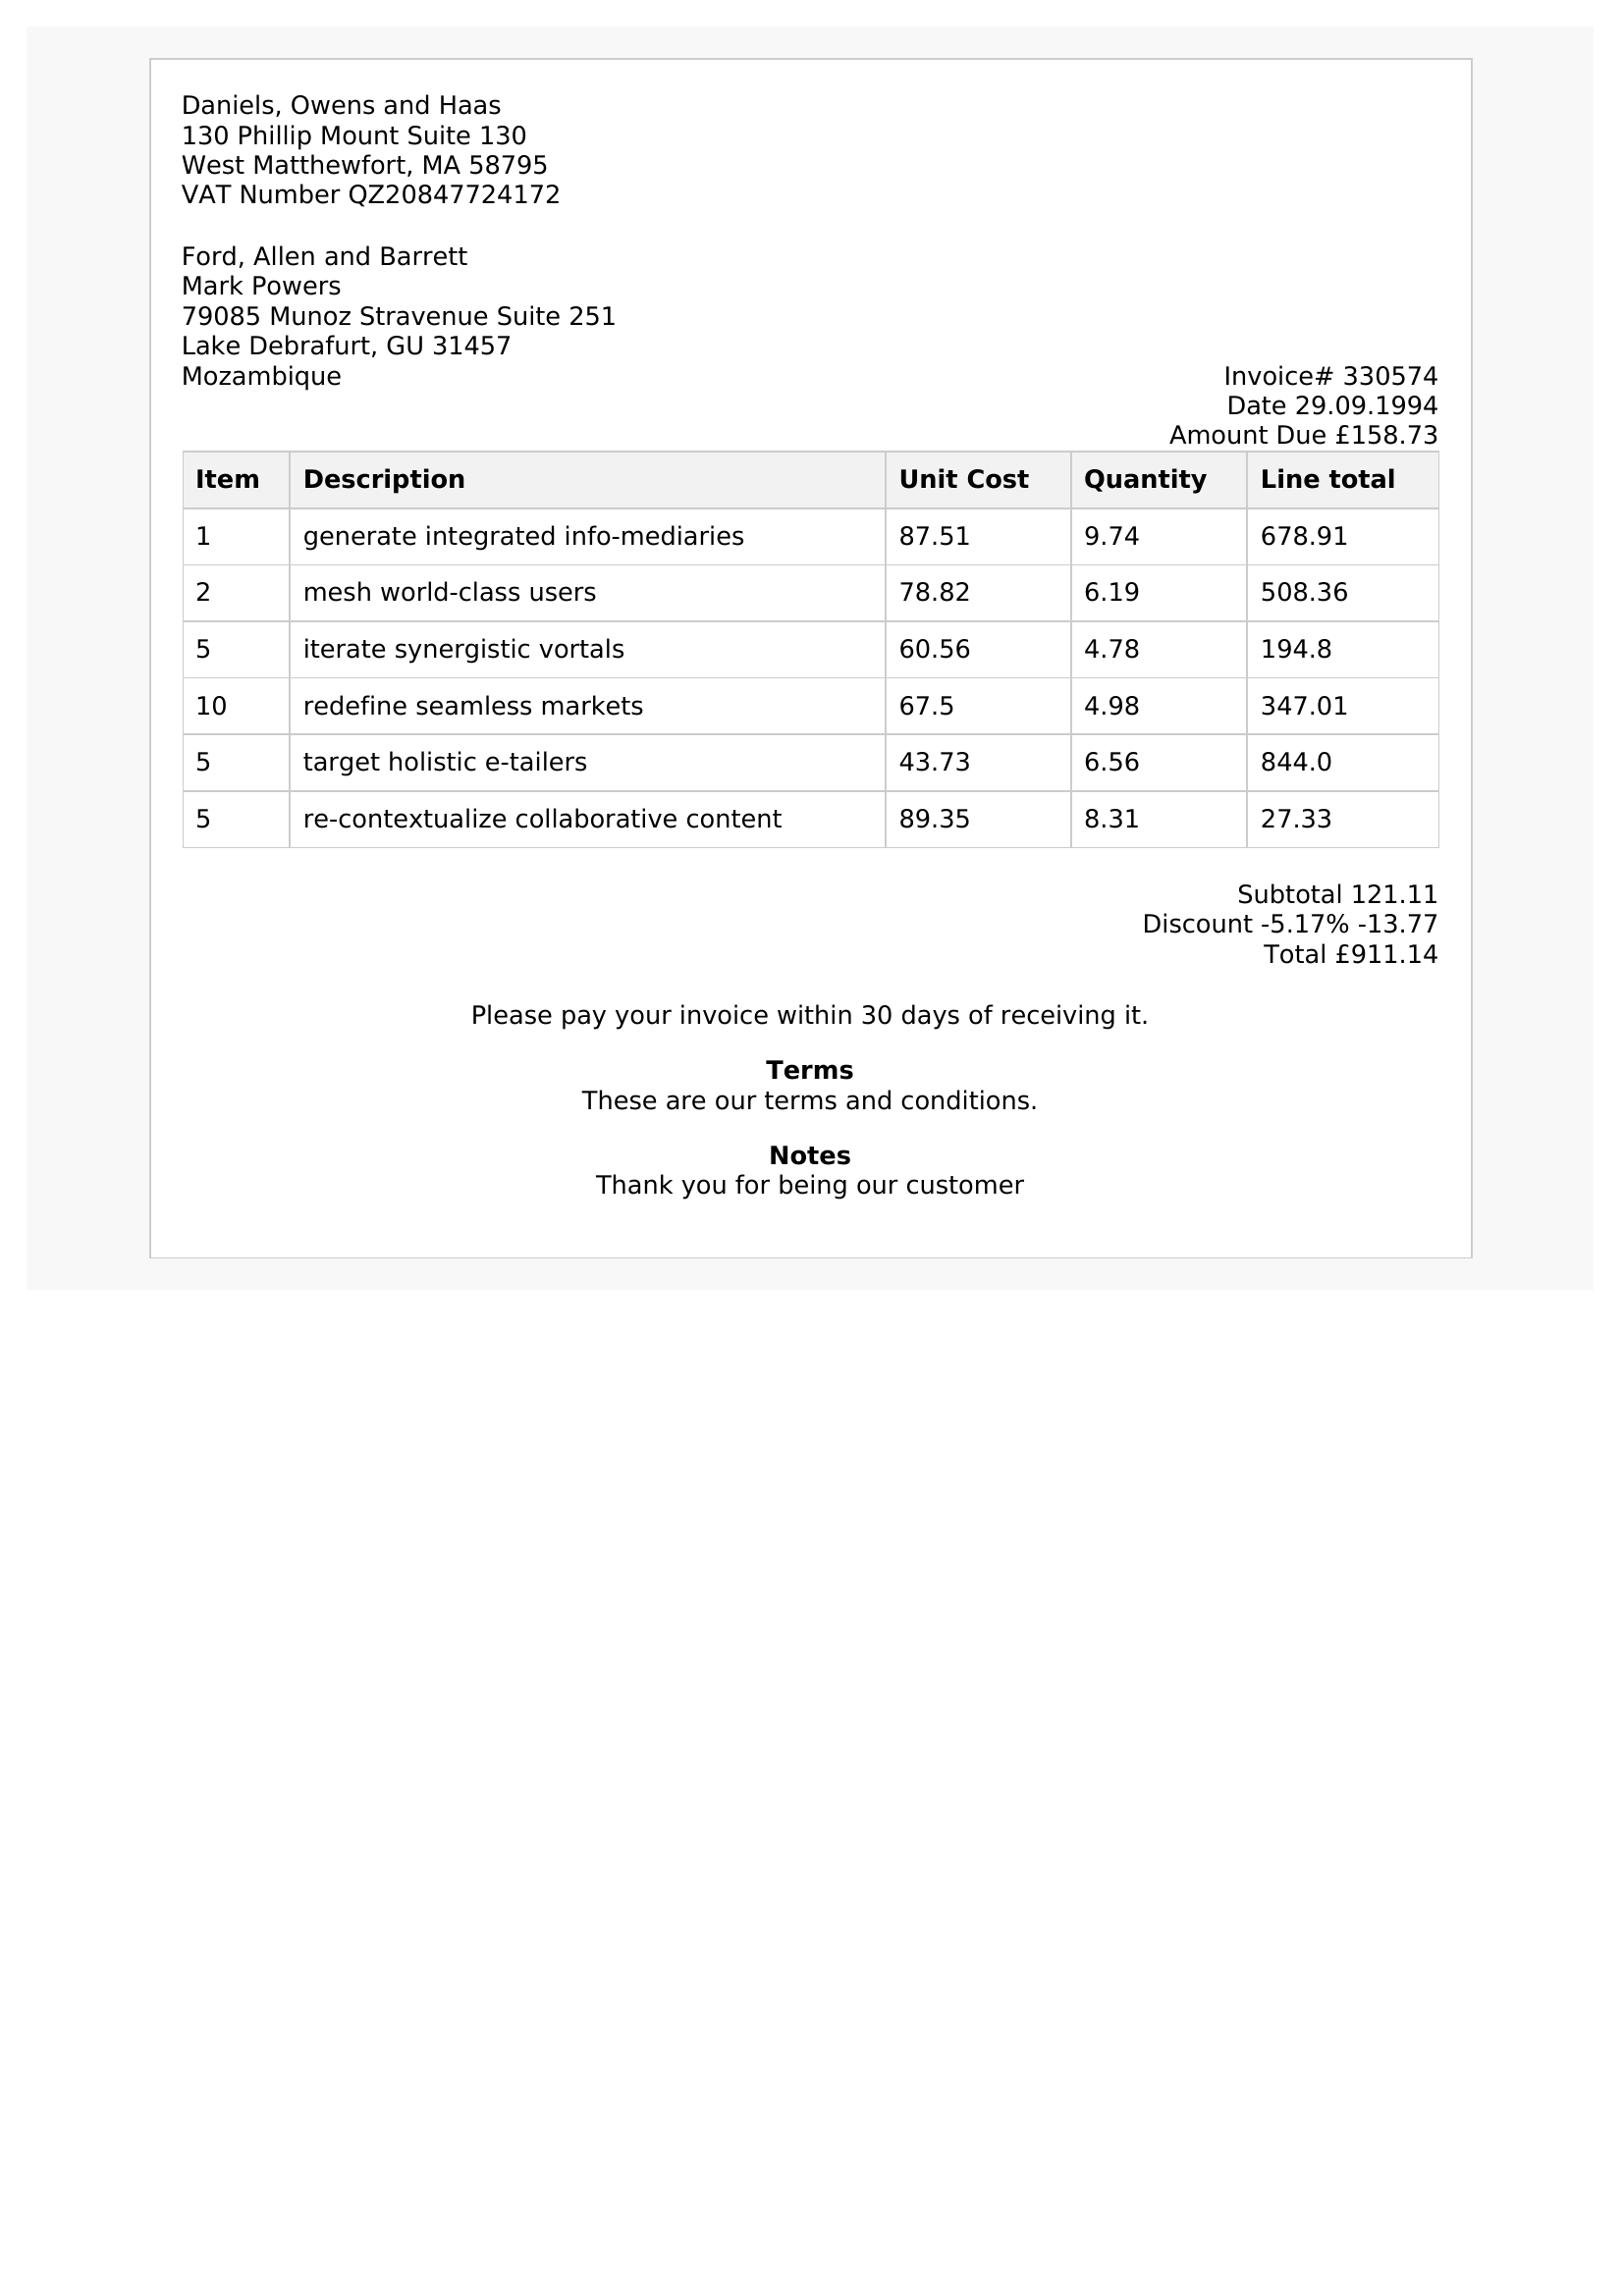 Daniels, Owens and Haas
130 Phillip Mount Suite 130
West Matthewfort, MA 58795
VAT Number QZ20847724172
Ford, Allen and Barrett
Mark Powers
79085 Munoz Stravenue Suite 251
Lake Debrafurt, GU 31457
Mozambique
Invoice# 330574
Date 29.09.1994
Amount Due £158.73
Item Description Unit Cost Quantity Line total
1 generate integrated info-mediaries 87.51 9.74 678.91
2 mesh world-class users 78.82 6.19 508.36
5 iterate synergistic vortals 60.56 4.78 194.8
10 redefine seamless markets 67.5 4.98 347.01
5 target holistic e-tailers 43.73 6.56 844.0
5 re-contextualize collaborative content 89.35 8.31 27.33
Subtotal 121.11
Discount -5.17% -13.77
Total £911.14
Please pay your invoice within 30 days of receiving it.
Terms
These are our terms and conditions.
Notes
Thank you for being our customer